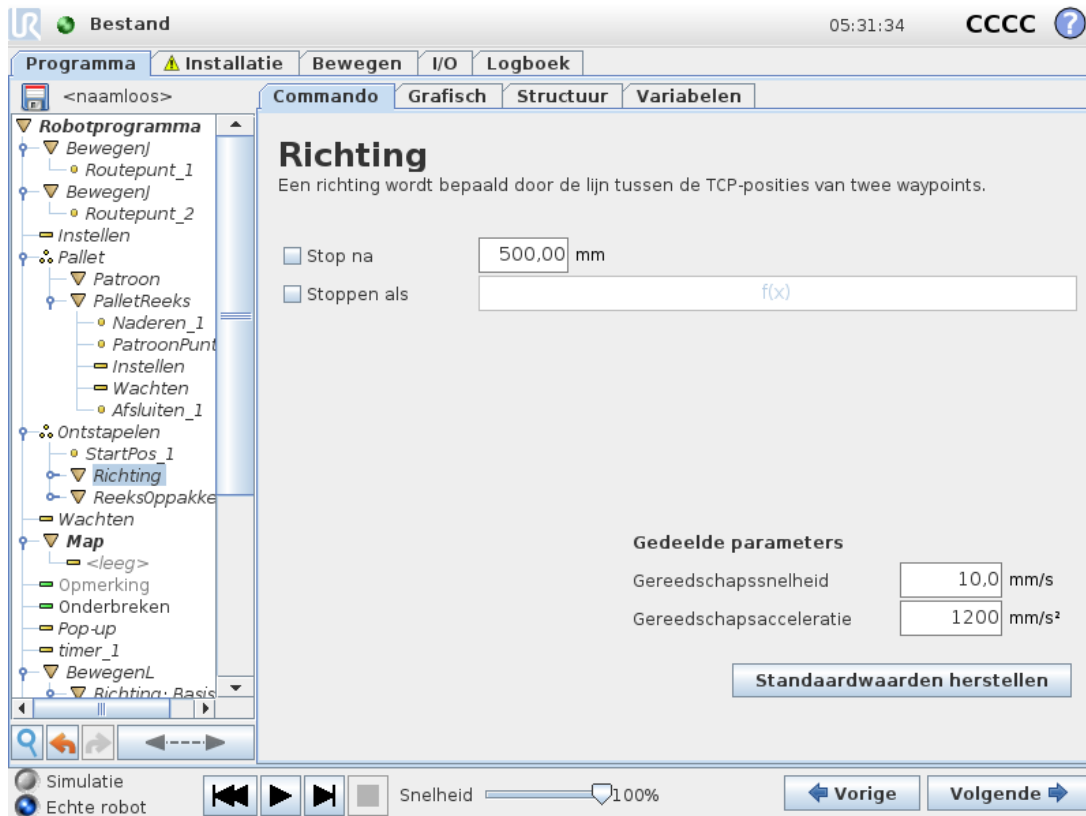 UR Bestand 05:31:34 CCCC ?
Programma Installatie Bewegen I/O Logboek
<naamloos>
Commando Grafisch Structuur Variabelen
Robotprogramma
BewegenJ
Routepunt_1
BewegenJ
Routepunt_2
Instellen
Pallet
Patroon
PalletReeks
Naderen_1
PatroonPunt
Instellen
Wachten
Afsluiten_1
Ontstapelen
StartPos_1
Richting
ReeksOppakke
Wachten
Map
<leeg>
Opmerking
Onderbreken
Pop-up
timer_1
BewegenL
Richting: Basis
Richting
Een richting wordt bepaald door de lijn tussen de TCP-posities van twee waypoints.
Stop na 500,00 mm
Stoppen als f(x)
Gedeelde parameters
Gereedschapssnelheid 10,0 mm/s
Gereedschapsacceleratie 1200 mm/s²
Standaardwaarden herstellen
Simulatie
Echte robot
Snelheid 100%
Vorige
Volgende